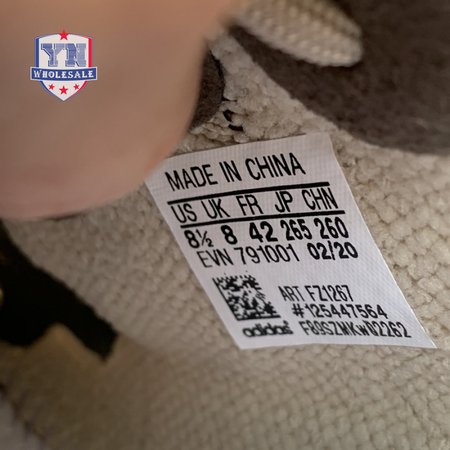 YN
WHOLESALE
MADE IN CHINA
US UK FR JP CHN
8½ 8 42 265 260
EVN 791001 02/20
ART FZ1267
#125447564
adidas